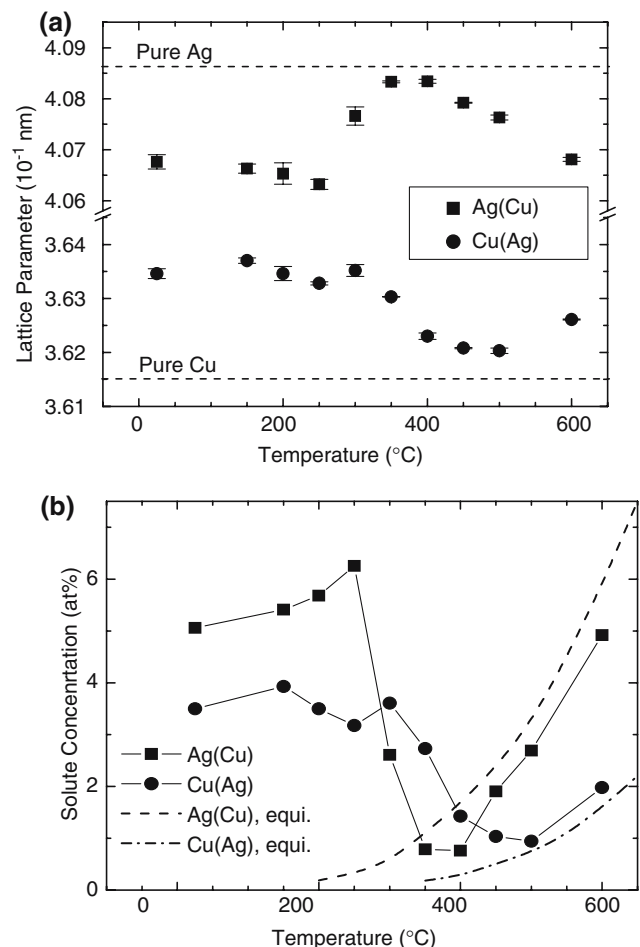 (a)
Pure Ag
4.09
4.08
4.07
4.06
3.64
3.63
3.62
3.61
Lattice Parameter (10⁻¹ nm)
Ag(Cu)
Cu(Ag)
Pure Cu
0 200 400 600
Temperature (°C)
(b)
6
4
2
0
Solute Concenrtation (at%)
Ag(Cu)
Cu(Ag)
Ag(Cu), equi.
Cu(Ag), equi.
0 200 400 600
Temperature (°C)